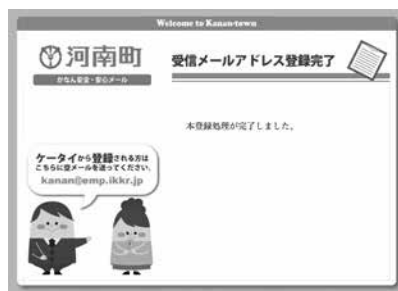 Welcome to Kanan-town
河南町
かなん安全・安心メール
受信メールアドレス登録完了
本登録処理が完了しました。
ケータイから登録される方は
こちらに空メールを送ってください。
kanan@emp.ikkr.jp